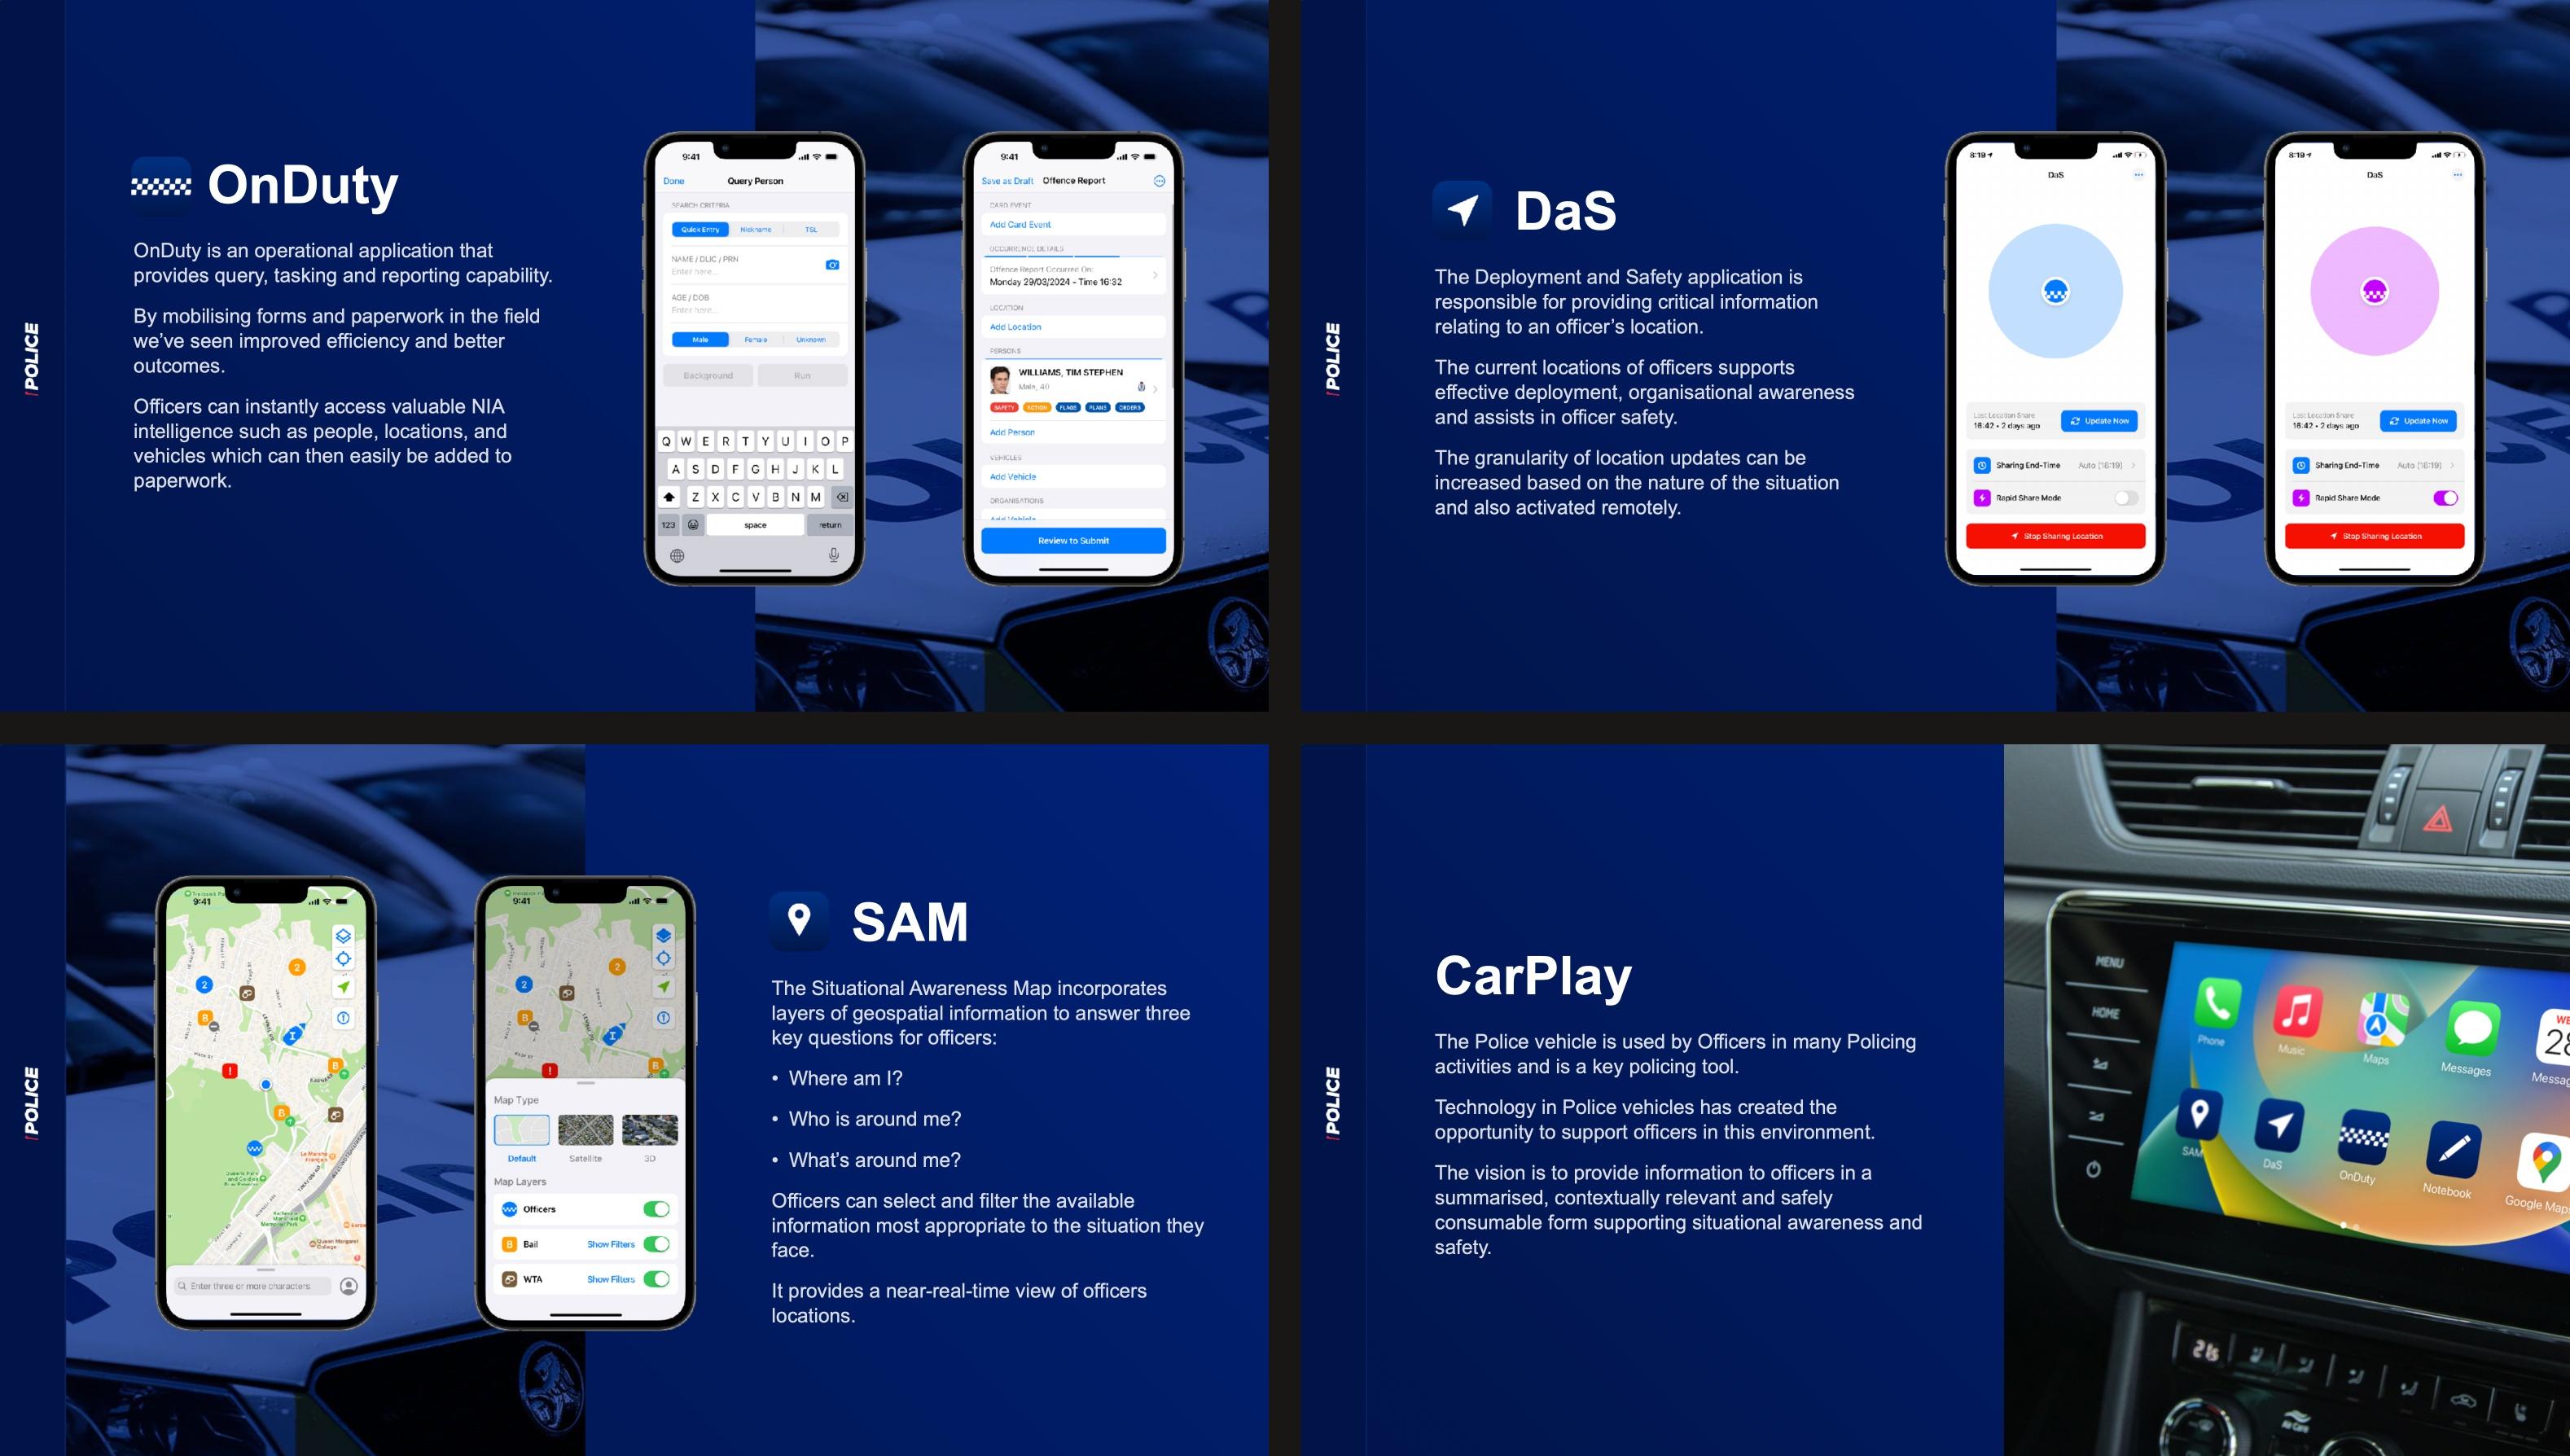 POLICE
OnDuty
OnDuty is an operational application that
provides query, tasking and reporting capability.
By mobilising forms and paperwork in the field
we've seen improved efficiency and better
outcomes.
Officers can instantly access valuable NIA
intelligence such as people, locations, and
vehicles which can then easily be added to
paperwork.
9:41
Done
Query Person
SEARCH CRITERIA
Quick Entry
Nickname
TSL
NAME / DLIC / PRN
Enter here...
AGE / DOB
Enter here...
Male
Female
Unknown
Background
Run
Q W E R T Y U I O P
A S D F G H J K L
Z X C V B N M
123
space
return
9:41
Save as Draft
Offence Report
CARD EVENT
Add Card Event
OCCURRENCE DETAILS
Offence Report Occurred On:
Monday 29/03/2024 - Time 16:32
LOCATION
Add Location
PERSONS
WILLIAMS, TIM STEPHEN
Male, 40
SAFETY
ACTION
FLAGS
PLANS
ORDERS
Add Person
VEHICLES
Add Vehicle
ORGANISATIONS
Add Vehicle
Review to Submit
POLICE
DaS
The Deployment and Safety application is
responsible for providing critical information
relating to an officer's location.
The current locations of officers supports
effective deployment, organisational awareness
and assists in officer safety.
The granularity of location updates can be
increased based on the nature of the situation
and also activated remotely.
8:19
DaS
Last Location Share
16:42 • 2 days ago
Update Now
Sharing End-Time
Auto (16:19)
Rapid Share Mode
Stop Sharing Location
8:19
DaS
Last Location Share
16:42 • 2 days ago
Update Now
Sharing End-Time
Auto (16:19)
Rapid Share Mode
Stop Sharing Location
POLICE
9:41
2
2
B
I
B
!
B
Le Marche
Français
Queen Margaret
College
Enter three or more characters
9:41
2
2
B
I
B
!
Map Type
Default
Satellite
3D
Map Layers
Officers
B
Bail
Show Filters
WTA
Show Filters
SAM
The Situational Awareness Map incorporates
layers of geospatial information to answer three
key questions for officers:
• Where am I?
• Who is around me?
• What's around me?
Officers can select and filter the available
information most appropriate to the situation they
face.
It provides a near-real-time view of officers
locations.
POLICE
CarPlay
The Police vehicle is used by Officers in many Policing
activities and is a key policing tool.
Technology in Police vehicles has created the
opportunity to support officers in this environment.
The vision is to provide information to officers in a
summarised, contextually relevant and safely
consumable form supporting situational awareness and
safety.
MENU
HOME
Phone
Music
Maps
Messages
WE
28
Messag
SAM
DaS
OnDuty
Notebook
Google Maps